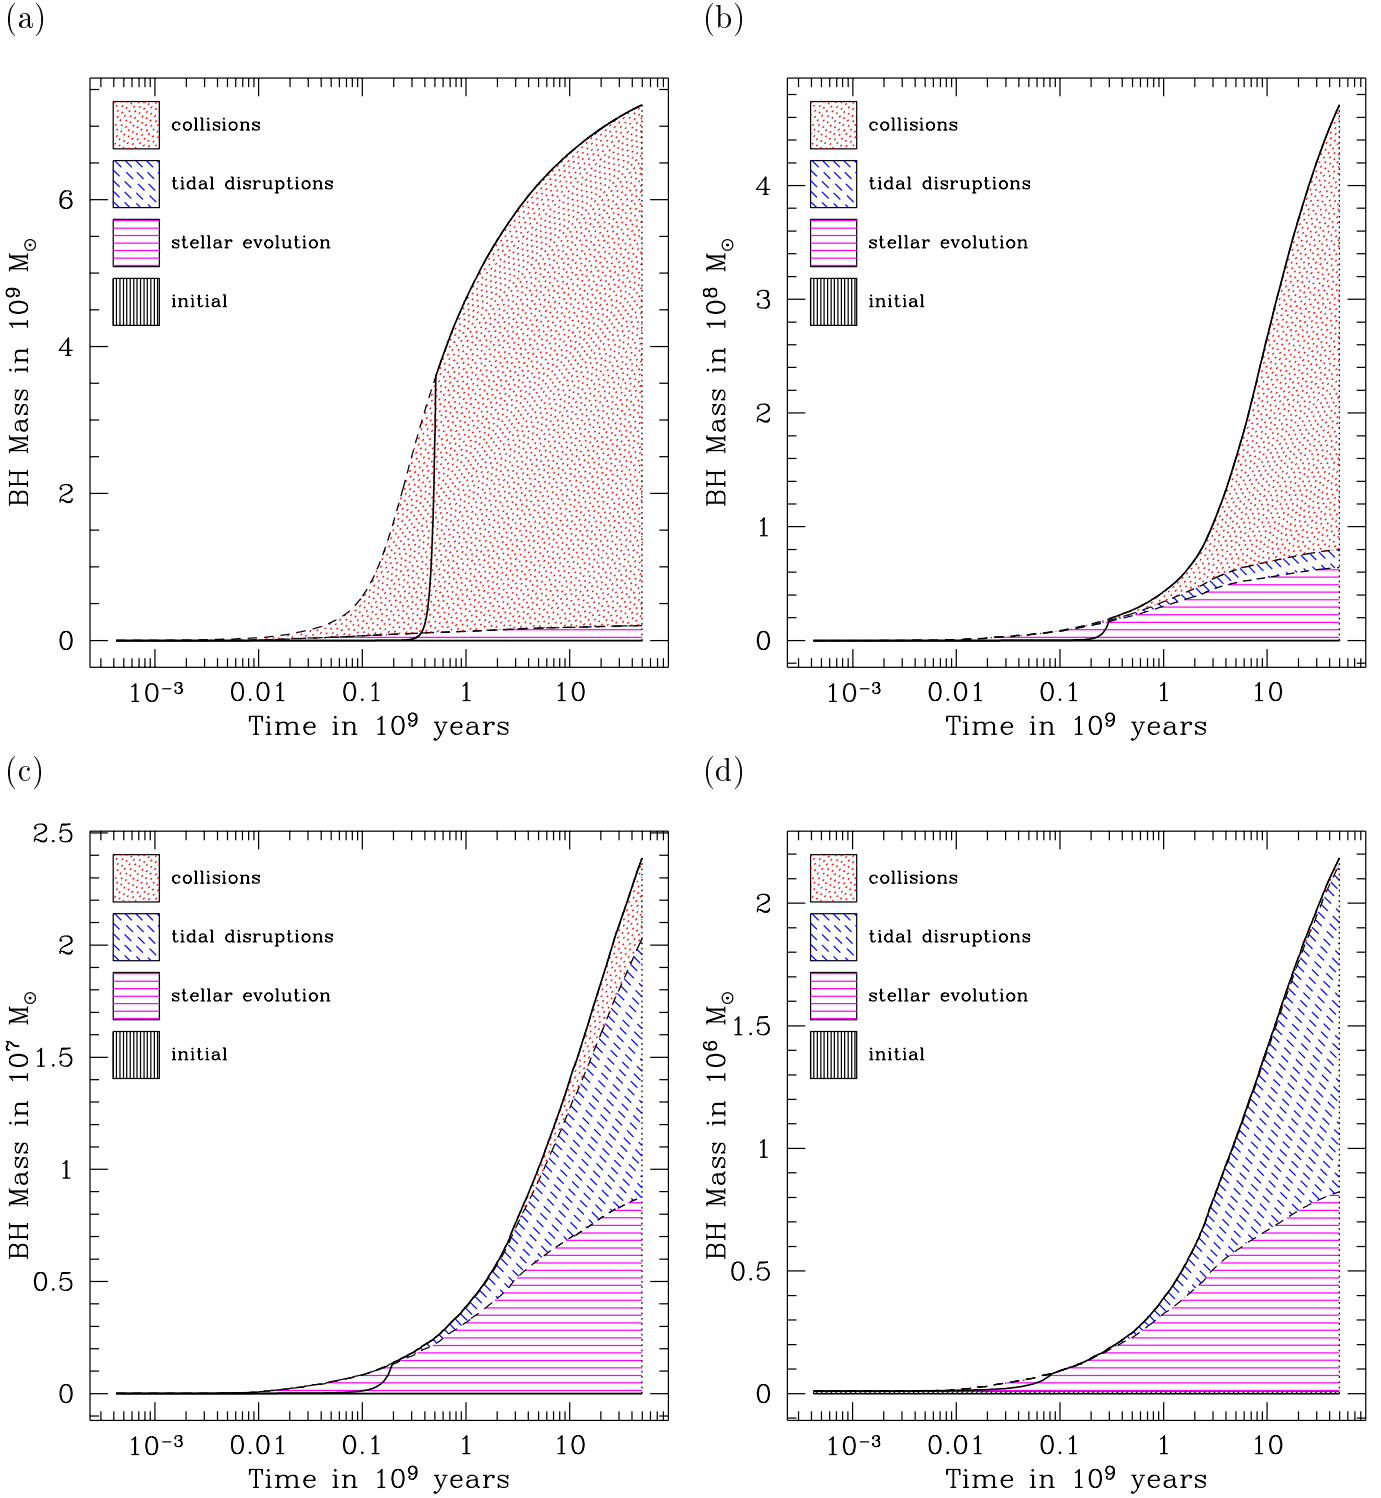 (a)
BH Mass in 10⁹ M⊙
collisions
tidal disruptions
stellar evolution
initial
6
4
2
0
10⁻³ 0.01 0.1 1 10
Time in 10⁹ years
(b)
BH Mass in 10⁸ M⊙
collisions
tidal disruptions
stellar evolution
initial
4
3
2
1
0
10⁻³ 0.01 0.1 1 10
Time in 10⁹ years
(c)
BH Mass in 10⁷ M⊙
collisions
tidal disruptions
stellar evolution
initial
2.5
2
1.5
1
0.5
0
10⁻³ 0.01 0.1 1 10
Time in 10⁹ years
(d)
BH Mass in 10⁶ M⊙
collisions
tidal disruptions
stellar evolution
initial
2
1.5
1
0.5
0
10⁻³ 0.01 0.1 1 10
Time in 10⁹ years